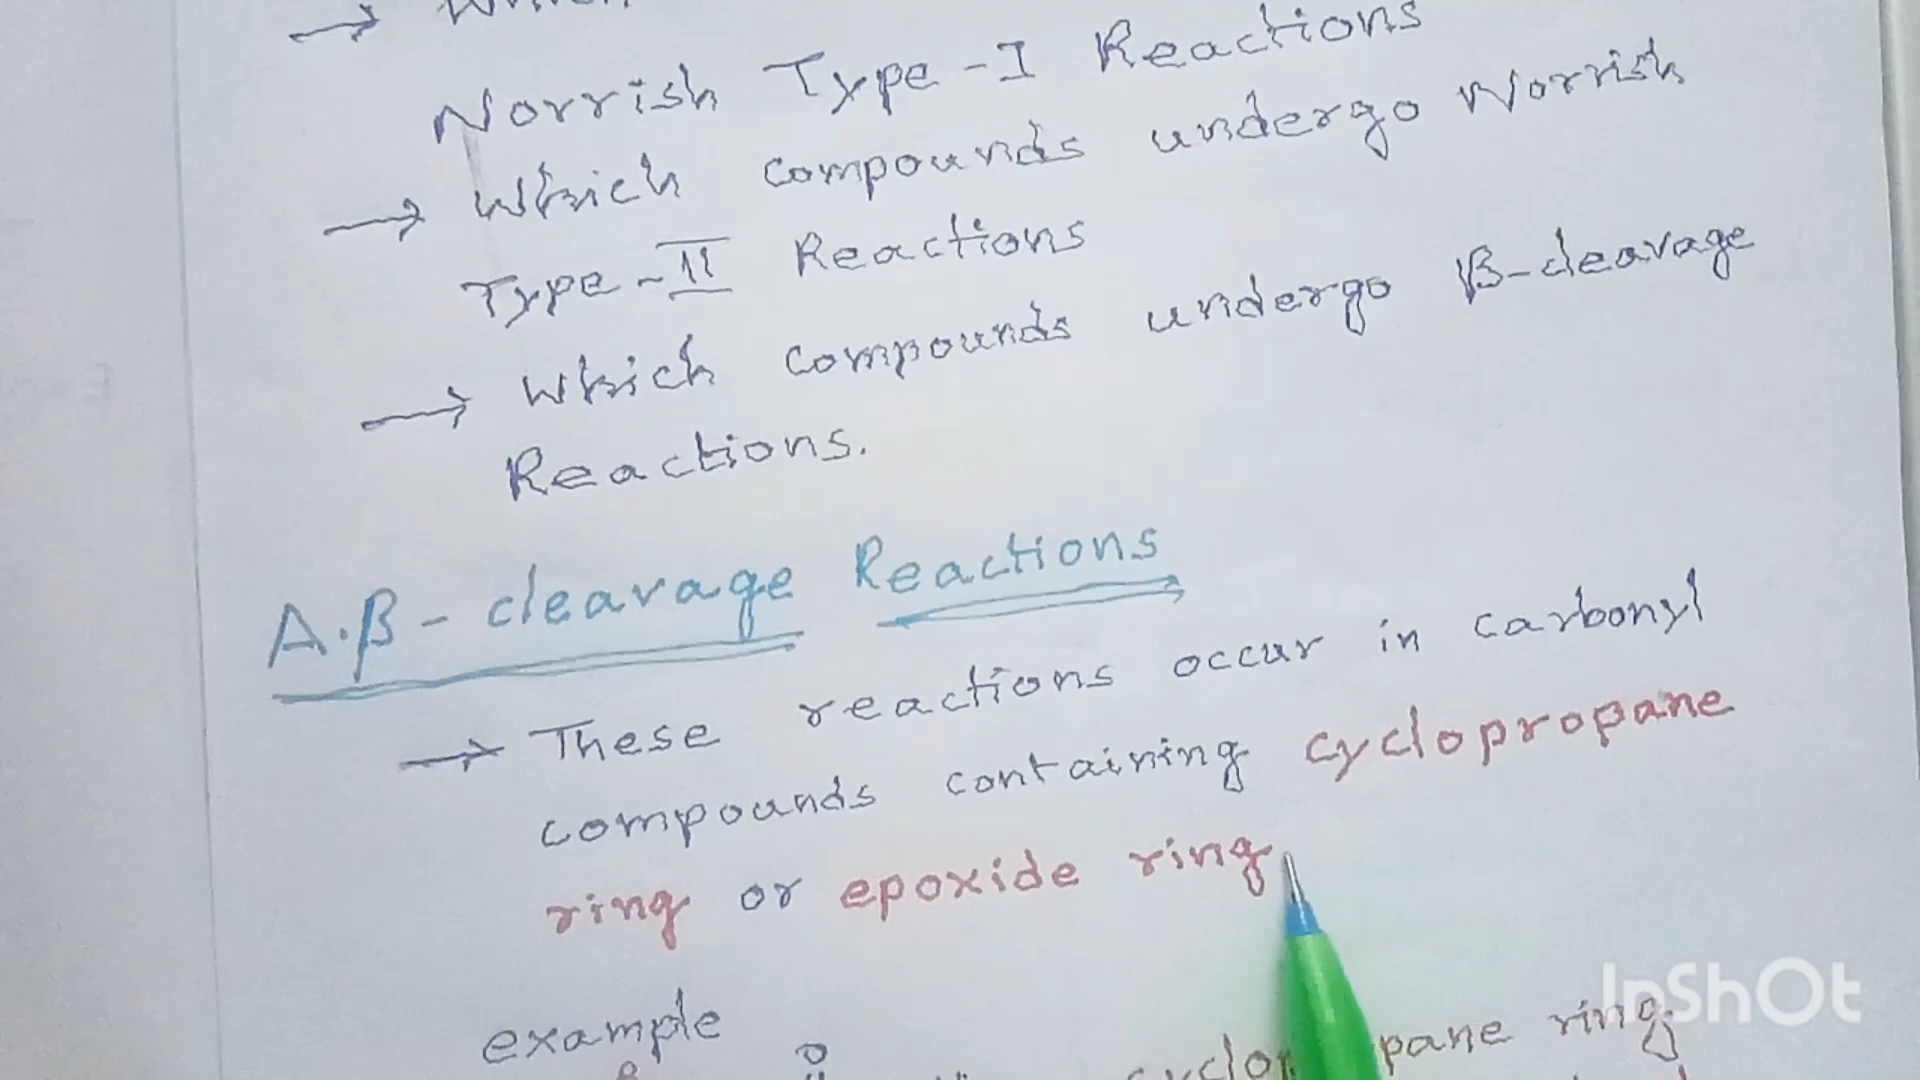 →
Norrish Type-I Reactions
→ Which compounds undergo Norrish
Type-II Reactions
→ Which compounds undergo β-cleavage
Reactions.
A.β-cleavage Reactions
→ These reactions occur in carbonyl
compounds containing cyclopropane
ring or epoxide ring
example
ring
InShOt